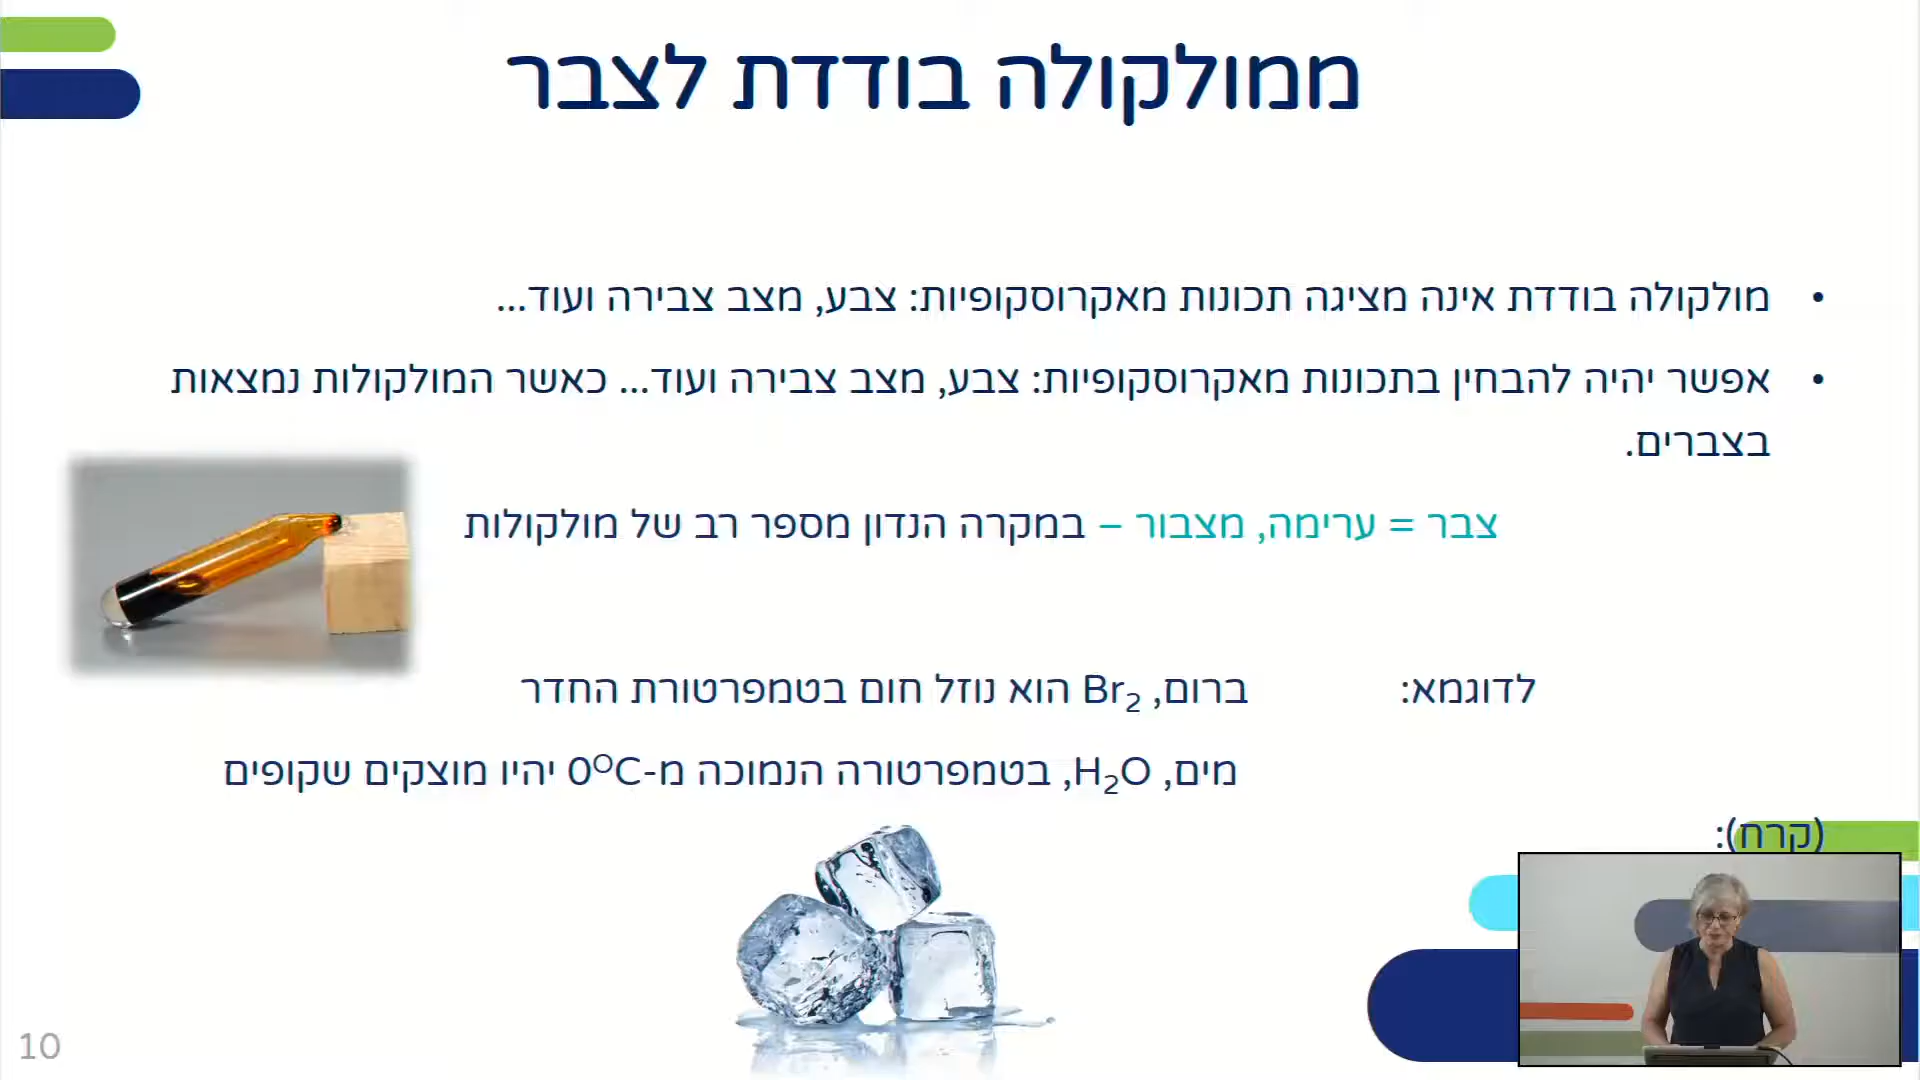 ממולקולה בודדת לצבר
• מולקולה בודדת אינה מציגה תכונות מאקרוסקופיות: צבע, מצב צבירה ועוד...
• אפשר יהיה להבחין בתכונות מאקרוסקופיות: צבע, מצב צבירה ועוד... כאשר המולקולות נמצאות
בצברים.
צבר = ערימה, מצבור – במקרה הנדון מספר רב של מולקולות
לדוגמא: ברום, Br₂ הוא נוזל חום בטמפרטורת החדר
מים, H₂O, בטמפרטורה הנמוכה מ-0⁰C יהיו מוצקים שקופים
(קרח):
10